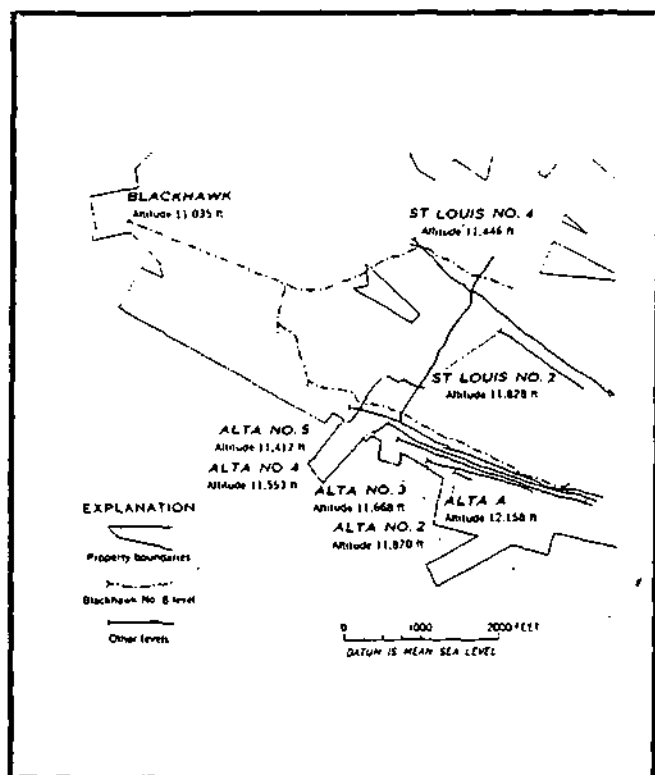 BLACKHAWK
Altitude 11,035 ft
ST LOUIS NO. 4
Altitude 11,446 ft
ST LOUIS NO. 2
Altitude 11,828 ft
ALTA NO. 5
Altitude 11,412 ft
ALTA NO 4
Altitude 11,553 ft
ALTA NO. 3
Altitude 11,668 ft
ALTA A
Altitude 12,158 ft
ALTA NO. 2
Altitude 11,870 ft
EXPLANATION
Property boundaries
Blackhawk No. 8 level
Other levels
0 1000 2000 FEET
DATUM IS MEAN SEA LEVEL